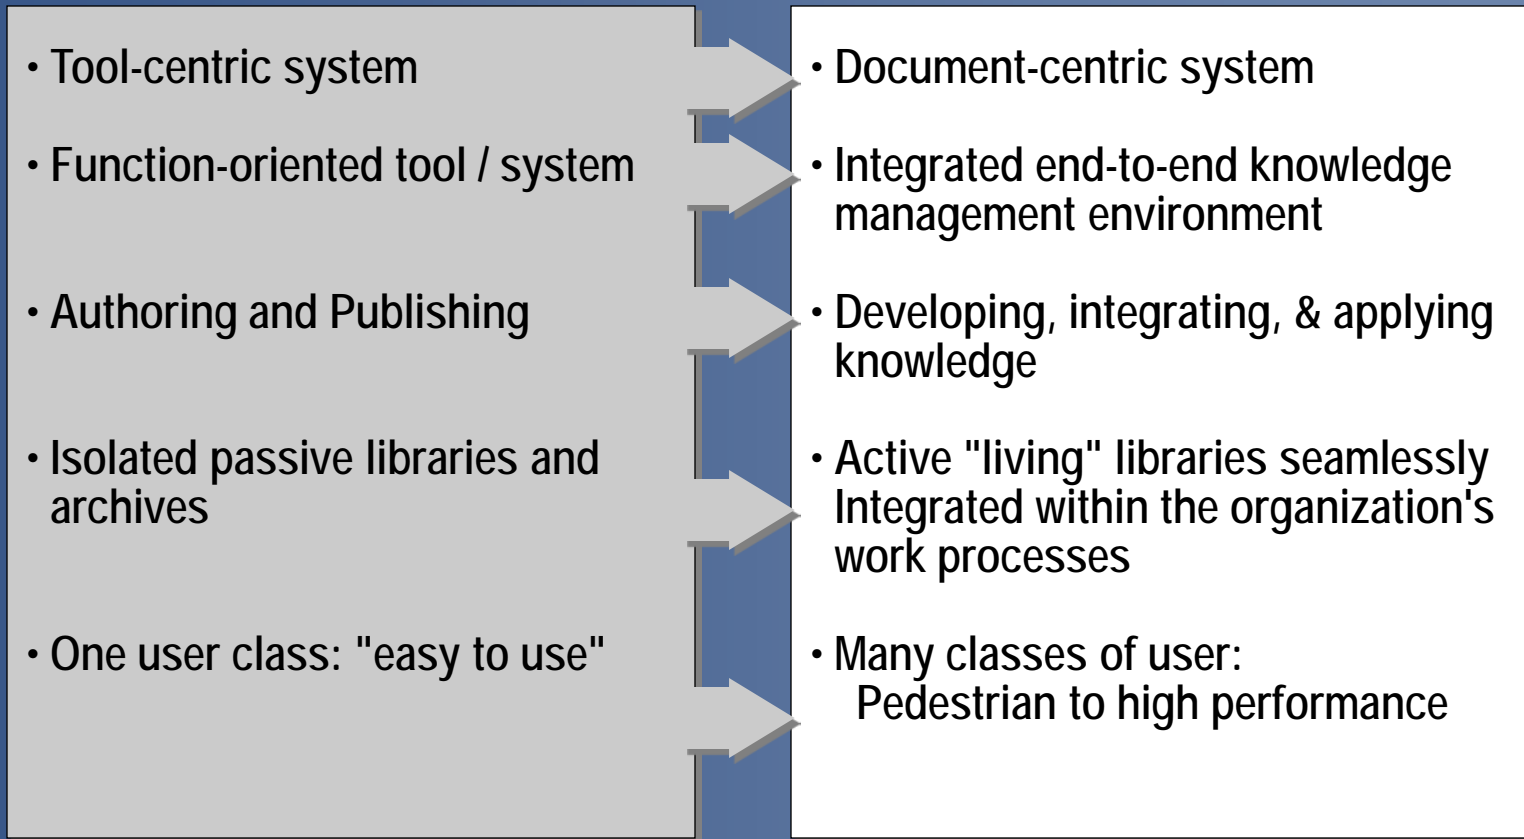 • Tool-centric system
• Function-oriented tool / system
• Authoring and Publishing
• Isolated passive libraries and
archives
• One user class: "easy to use"
• Document-centric system
• Integrated end-to-end knowledge
management environment
• Developing, integrating, & applying
knowledge
• Active "living" libraries seamlessly
Integrated within the organization's
work processes
• Many classes of user:
Pedestrian to high performance